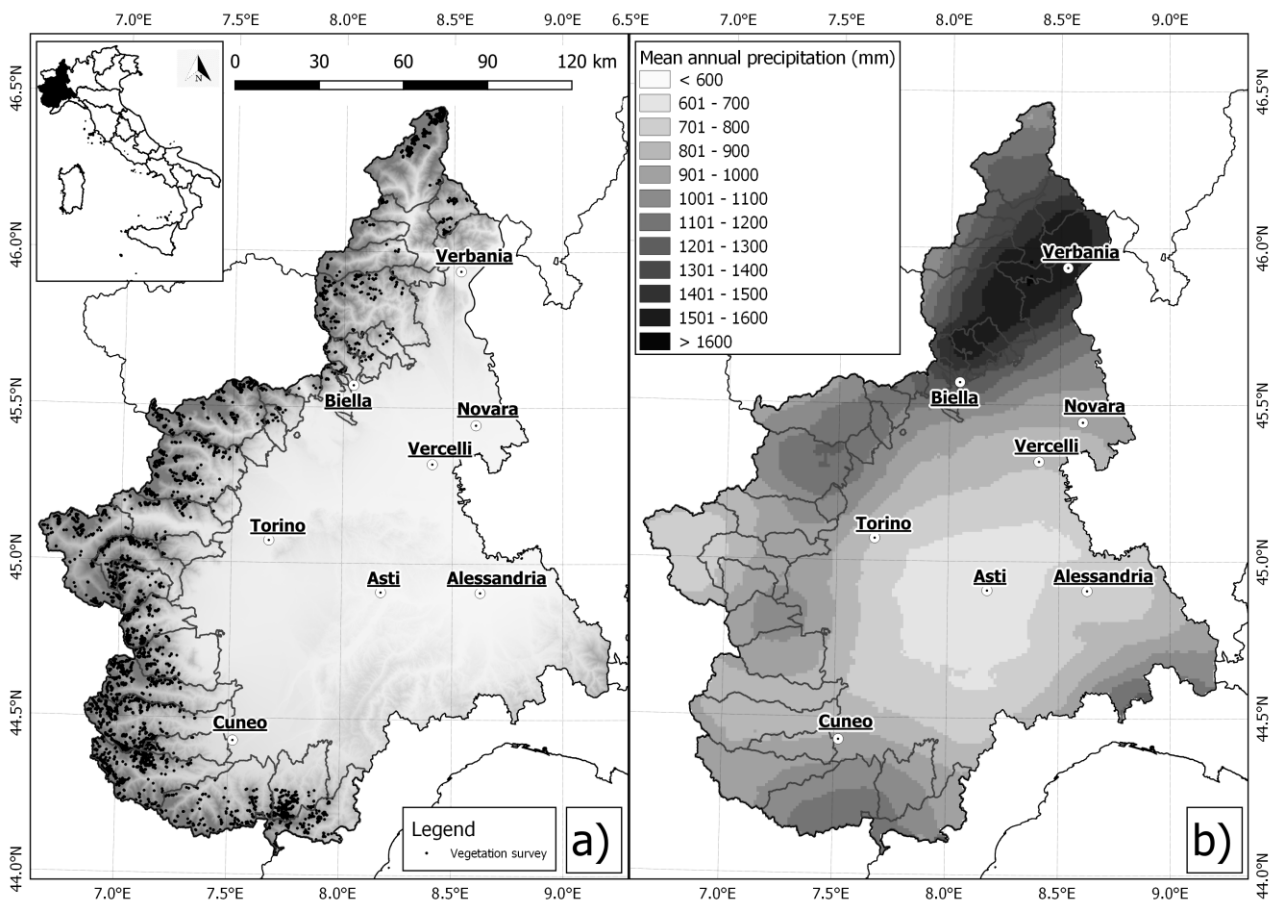 7.0°E 7.5°E 8.0°E 8.5°E 9.0°E 6.5°E 7.0°E 7.5°E 8.0°E 8.5°E 9.0°E
N
0 30 60 90 120 km
46.5°N
46.0°N
45.5°N
45.0°N
44.5°N
44.0°N
Verbania
Biella
Novara
Vercelli
Torino
Asti
Alessandria
Cuneo
Legend
Vegetation survey
a)
Mean annual precipitation (mm)
< 600
601 - 700
701 - 800
801 - 900
901 - 1000
1001 - 1100
1101 - 1200
1201 - 1300
1301 - 1400
1401 - 1500
1501 - 1600
> 1600
Verbania
Biella
Novara
Vercelli
Torino
Asti
Alessandria
Cuneo
b)
46.5°N
46.0°N
45.5°N
45.0°N
44.5°N
44.0°N
7.0°E 7.5°E 8.0°E 8.5°E 9.0°E 7.0°E 7.5°E 8.0°E 8.5°E 9.0°E